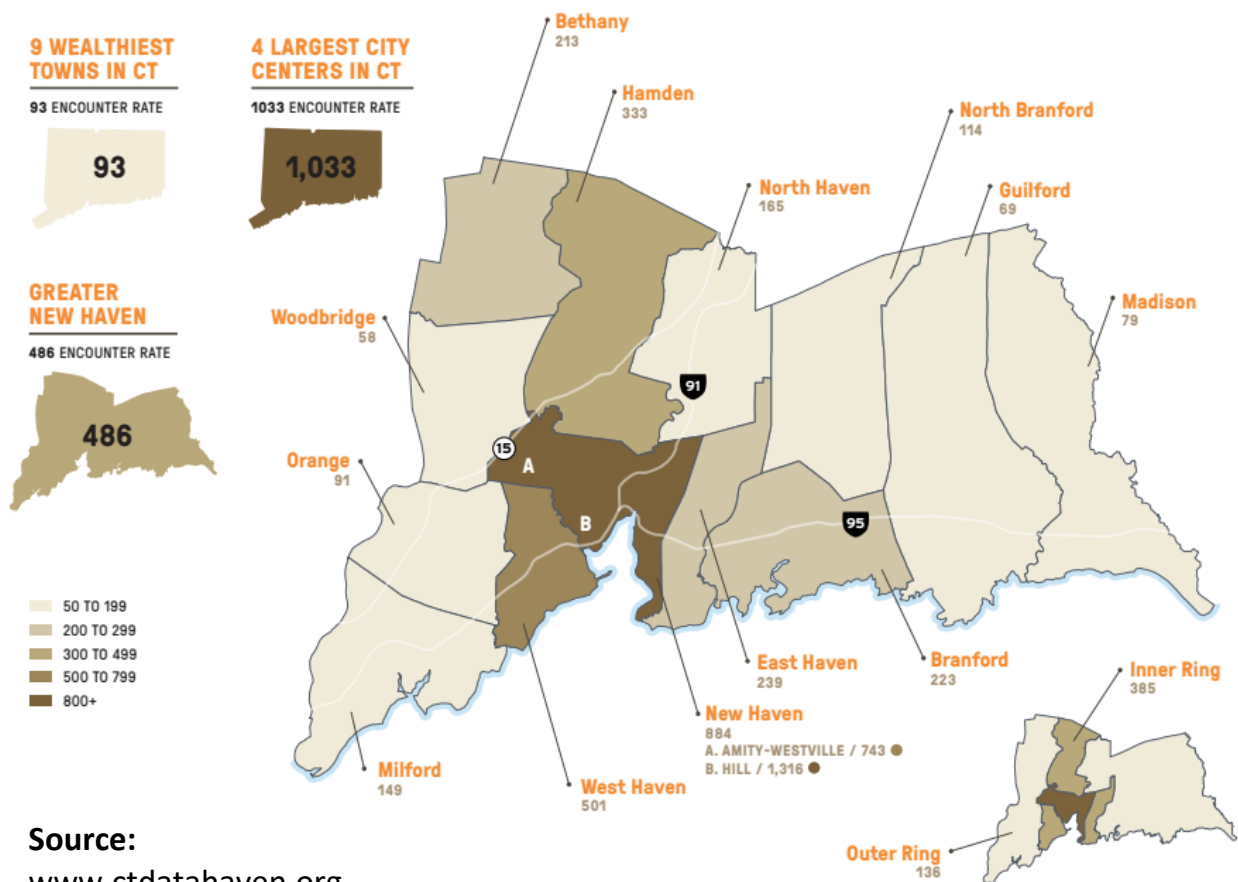 9 WEALTHIEST
TOWNS IN CT
93 ENCOUNTER RATE
93
4 LARGEST CITY
CENTERS IN CT
1033 ENCOUNTER RATE
1,033
GREATER
NEW HAVEN
486 ENCOUNTER RATE
486
50 TO 199
200 TO 299
300 TO 499
500 TO 799
800+
Bethany
213
Hamden
333
North Haven
165
North Branford
114
Guilford
69
Madison
79
Woodbridge
58
Orange
91
15
91
95
A
B
Milford
149
West Haven
501
New Haven
884
A. AMITY-WESTVILLE / 743
B. HILL / 1,316
East Haven
239
Branford
223
Inner Ring
385
Outer Ring
136
Source:
www.ctdatahaven.org